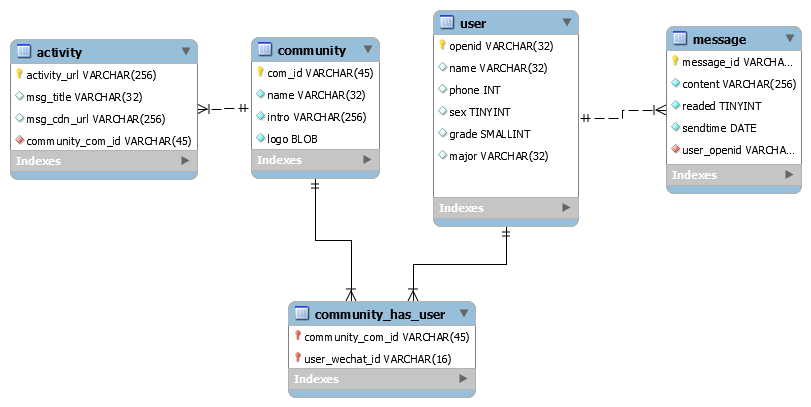 activity
activity_url VARCHAR(256)
msg_title VARCHAR(32)
msg_cdn_url VARCHAR(256)
community_com_id VARCHAR(45)
Indexes
community
com_id VARCHAR(45)
name VARCHAR(32)
intro VARCHAR(256)
logo BLOB
Indexes
user
openid VARCHAR(32)
name VARCHAR(32)
phone INT
sex TINYINT
grade SMALLINT
major VARCHAR(32)
Indexes
message
message_id VARCHA...
content VARCHAR(256)
readed TINYINT
sendtime DATE
user_openid VARCHA...
Indexes
community_has_user
community_com_id VARCHAR(45)
user_wechat_id VARCHAR(16)
Indexes